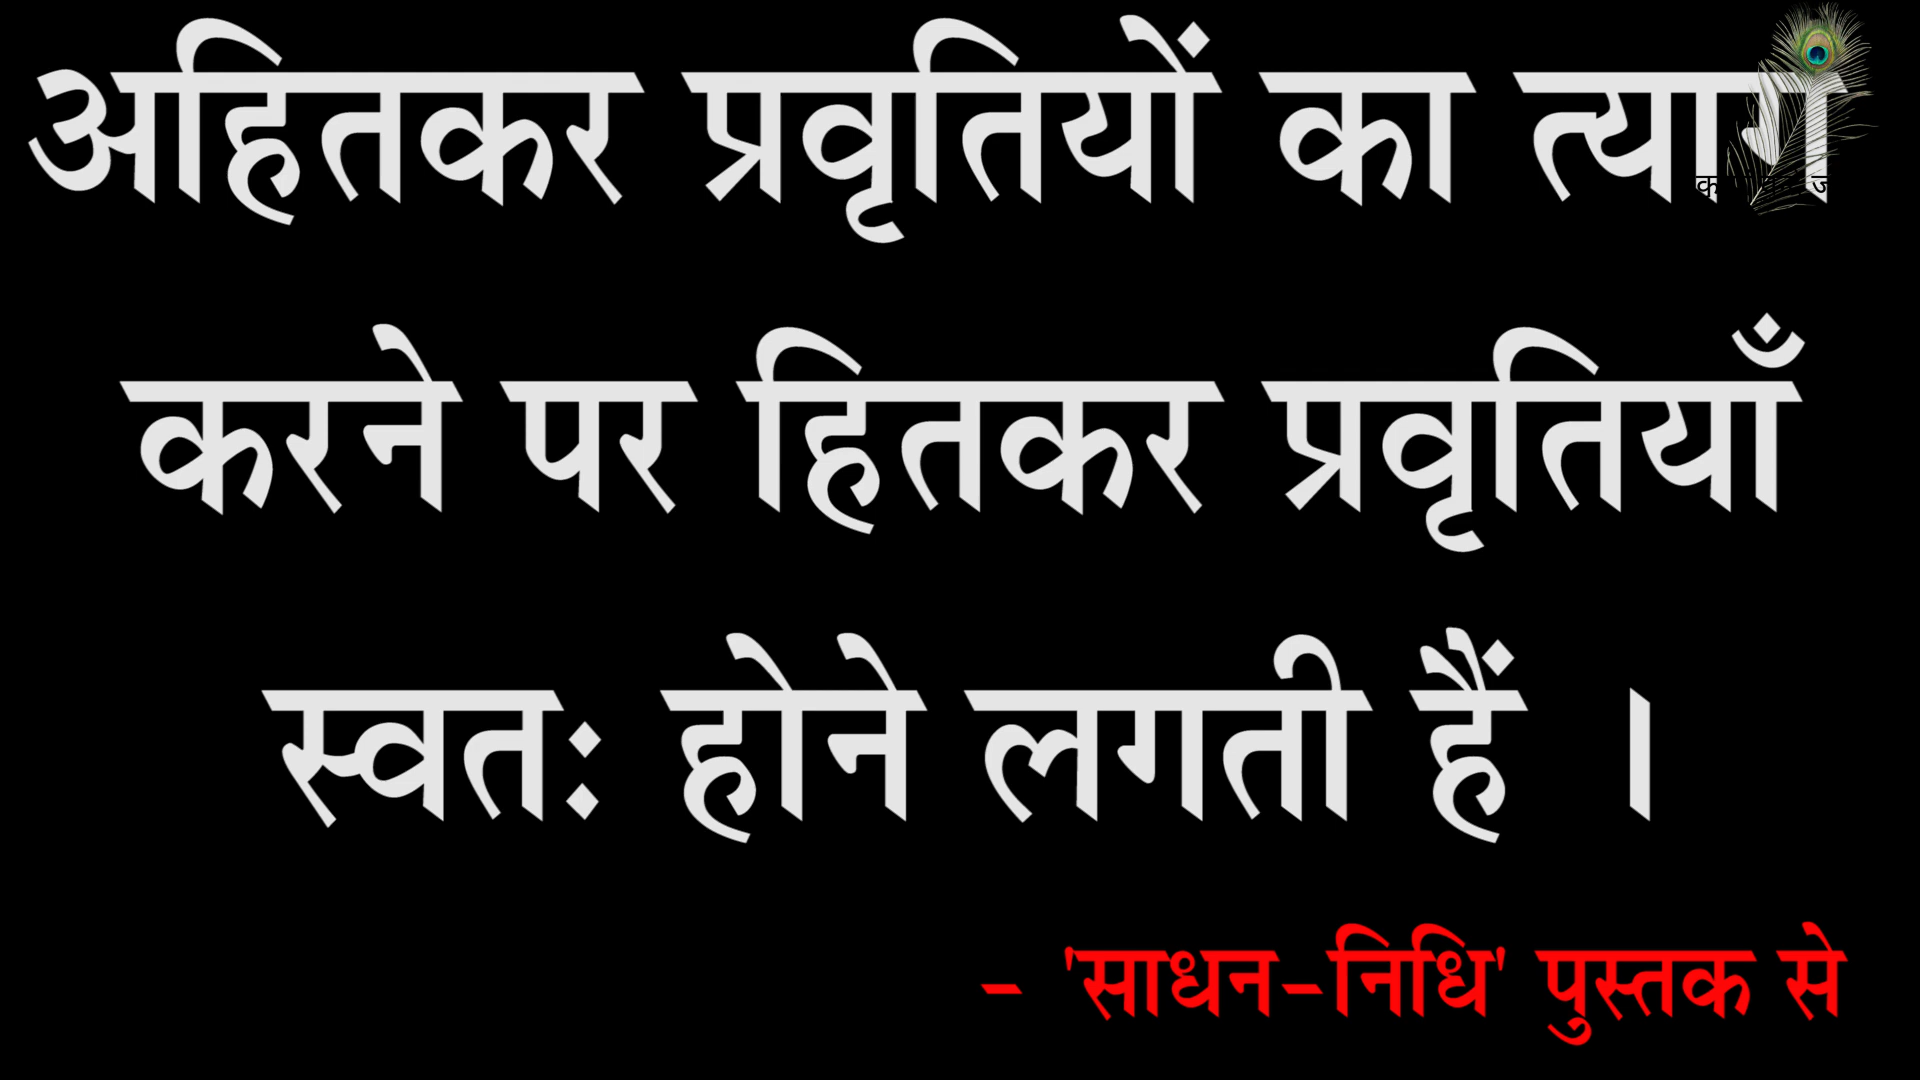 अहितकर प्रवृतियों का त्याग
करने पर हितकर प्रवृतियाँ
स्वतः होने लगती हैं ।
- 'साधन-निधि' पुस्तक से